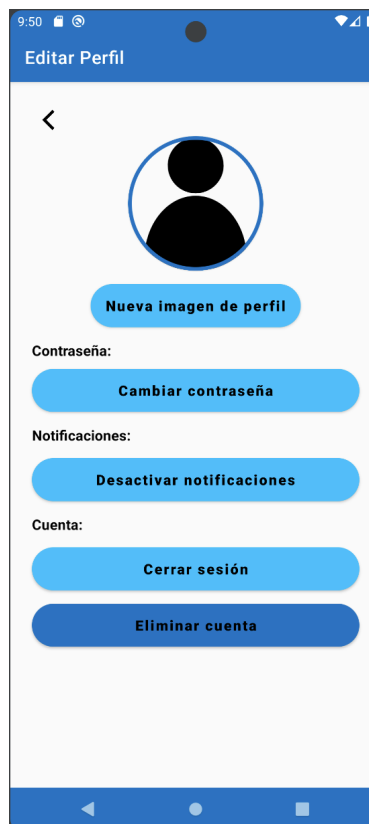 9:50
Editar Perfil
Nueva imagen de perfil
Contraseña:
Cambiar contraseña
Notificaciones:
Desactivar notificaciones
Cuenta:
Cerrar sesión
Eliminar cuenta